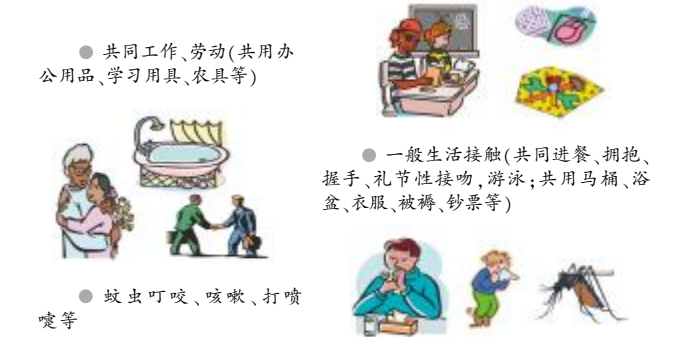 ● 共同工作、劳动(共用办
公用品、学习用具、农具等)
● 一般生活接触(共同进餐、拥抱、
握手、礼节性接吻,游泳;共用马桶、浴
盆、衣服、被褥、钞票等)
● 蚊虫叮咬、咳嗽、打喷
嚏等